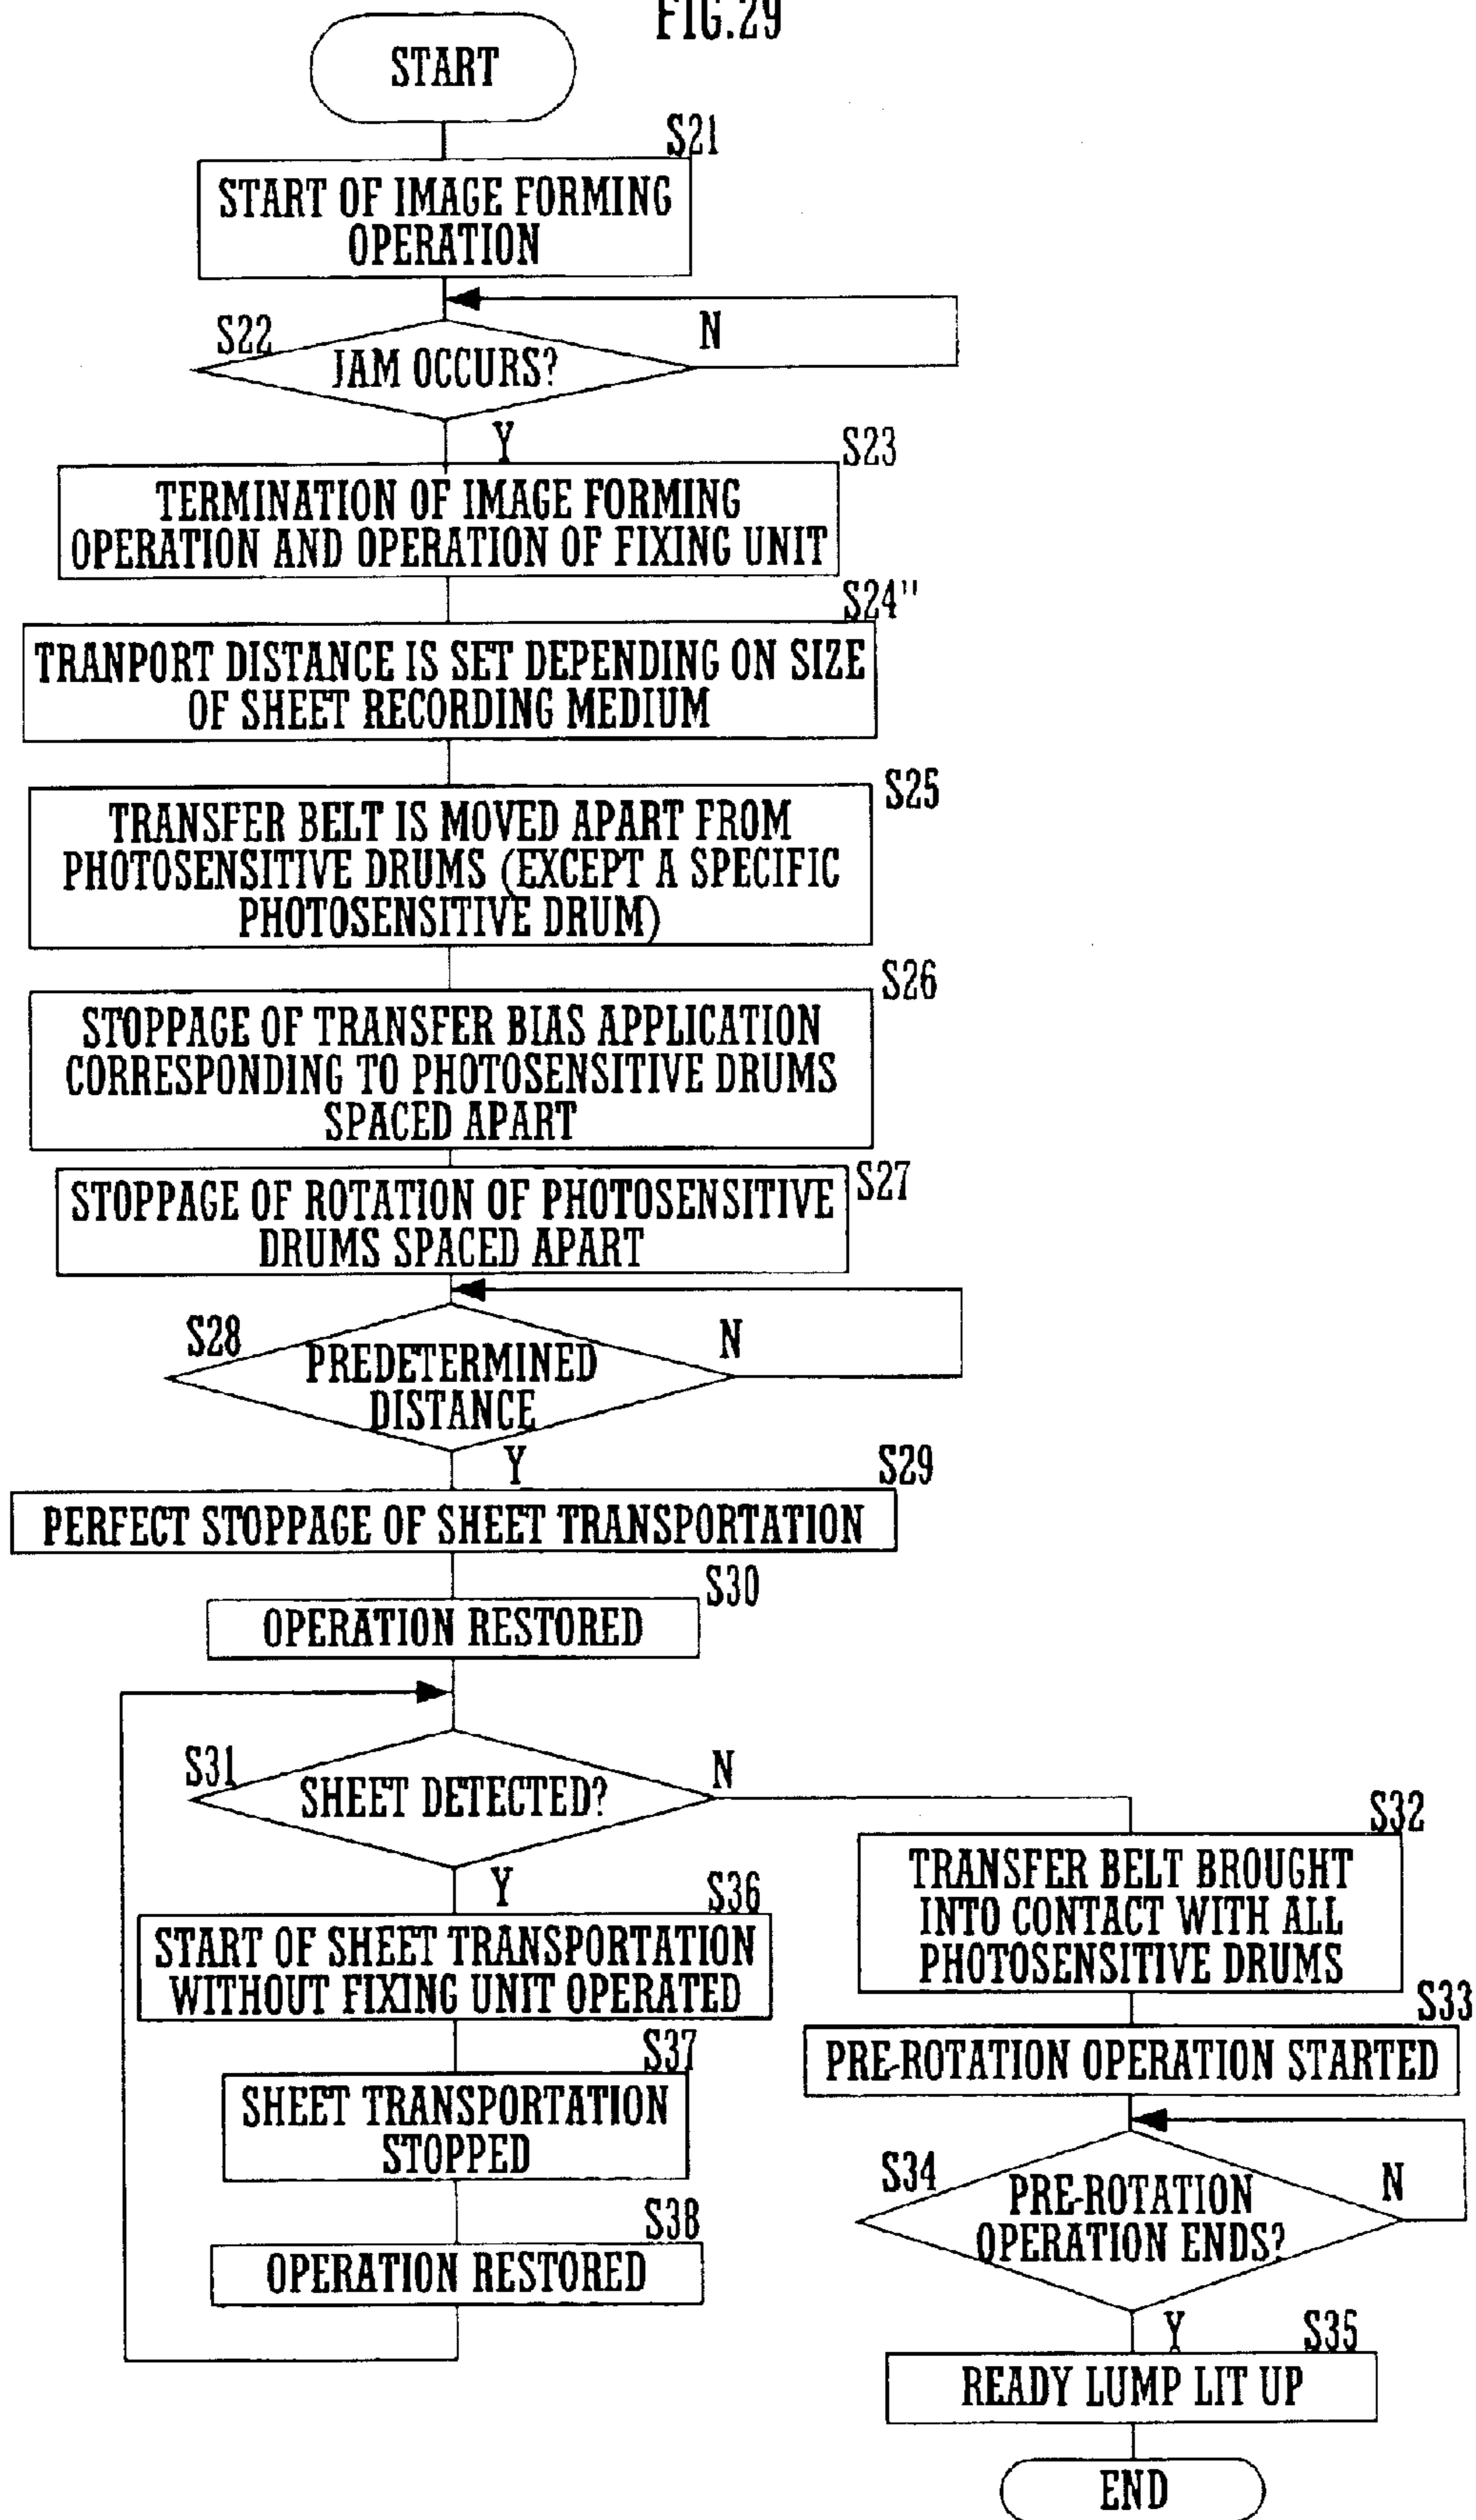 FIG.29
START
S21
START OF IMAGE FORMING
OPERATION
S22
JAM OCCURS?
N
Y
S23
TERMINATION OF IMAGE FORMING
OPERATION AND OPERATION OF FIXING UNIT
S24"
TRANPORT DISTANCE IS SET DEPENDING ON SIZE
OF SHEET RECORDING MEDIUM
S25
TRANSFER BELT IS MOVED APART FROM
PHOTOSENSITIVE DRUMS (EXCEPT A SPECIFIC
PHOTOSENSITIVE DRUM)
S26
STOPPAGE OF TRANSFER BIAS APPLICATION
CORRESPONDING TO PHOTOSENSITIVE DRUMS
SPACED APART
S27
STOPPAGE OF ROTATION OF PHOTOSENSITIVE
DRUMS SPACED APART
S28
PREDETERMINED
DISTANCE
N
Y
S29
PERFECT STOPPAGE OF SHEET TRANSPORTATION
S30
OPERATION RESTORED
S31
SHEET DETECTED?
N
Y
S36
START OF SHEET TRANSPORTATION
WITHOUT FIXING UNIT OPERATED
S37
SHEET TRANSPORTATION
STOPPED
S38
OPERATION RESTORED
S32
TRANSFER BELT BROUGHT
INTO CONTACT WITH ALL
PHOTOSENSITIVE DRUMS
S33
PRE-ROTATION OPERATION STARTED
S34
PRE-ROTATION
OPERATION ENDS?
N
Y
S35
READY LUMP LIT UP
END